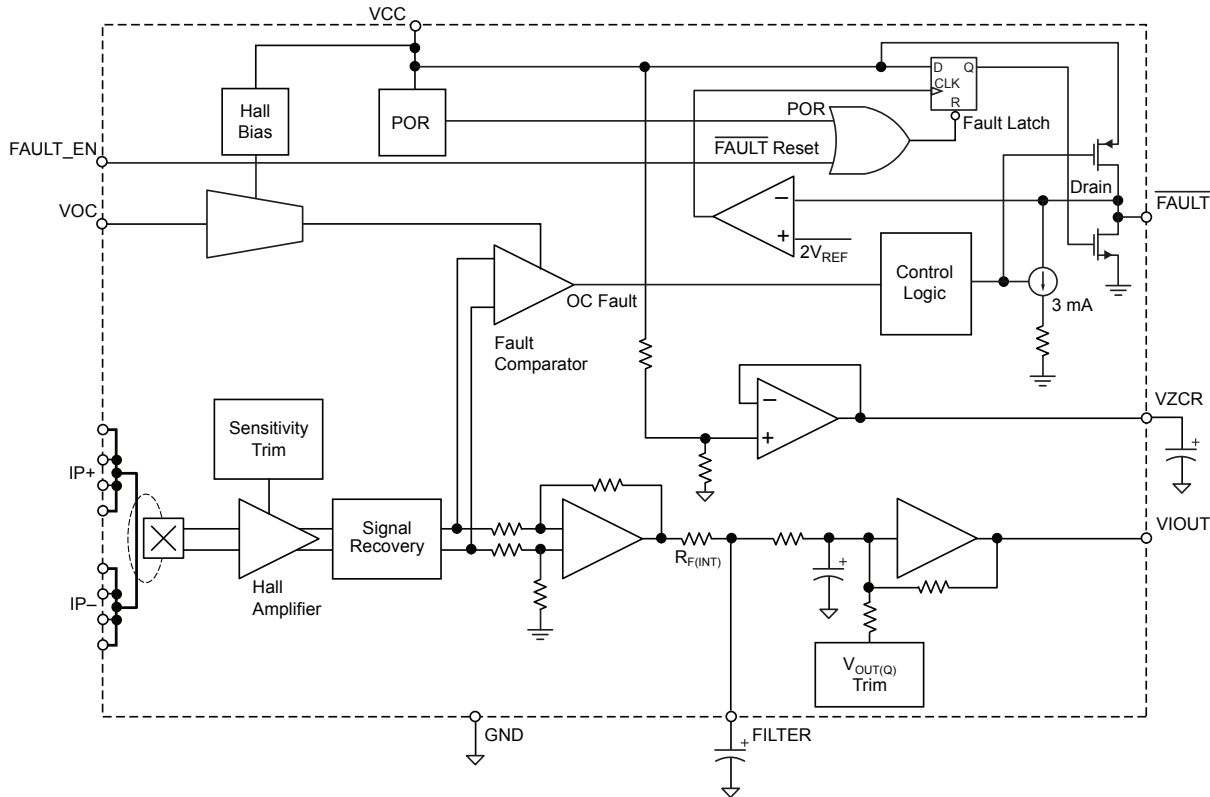 VCC
Hall
Bias
POR
POR
D
Q
CLK
R
Fault Latch
FAULT_EN
FAULT Reset
Drain
VOC
FAULT
−
+
2VREF
Control
Logic
OC Fault
3 mA
Fault
Comparator
−
+
VZCR
+
Sensitivity
Trim
IP+
Signal
Recovery
RF(INT)
VIOUT
+
Hall
Amplifier
IP–
VOUT(Q)
Trim
GND
FILTER
+